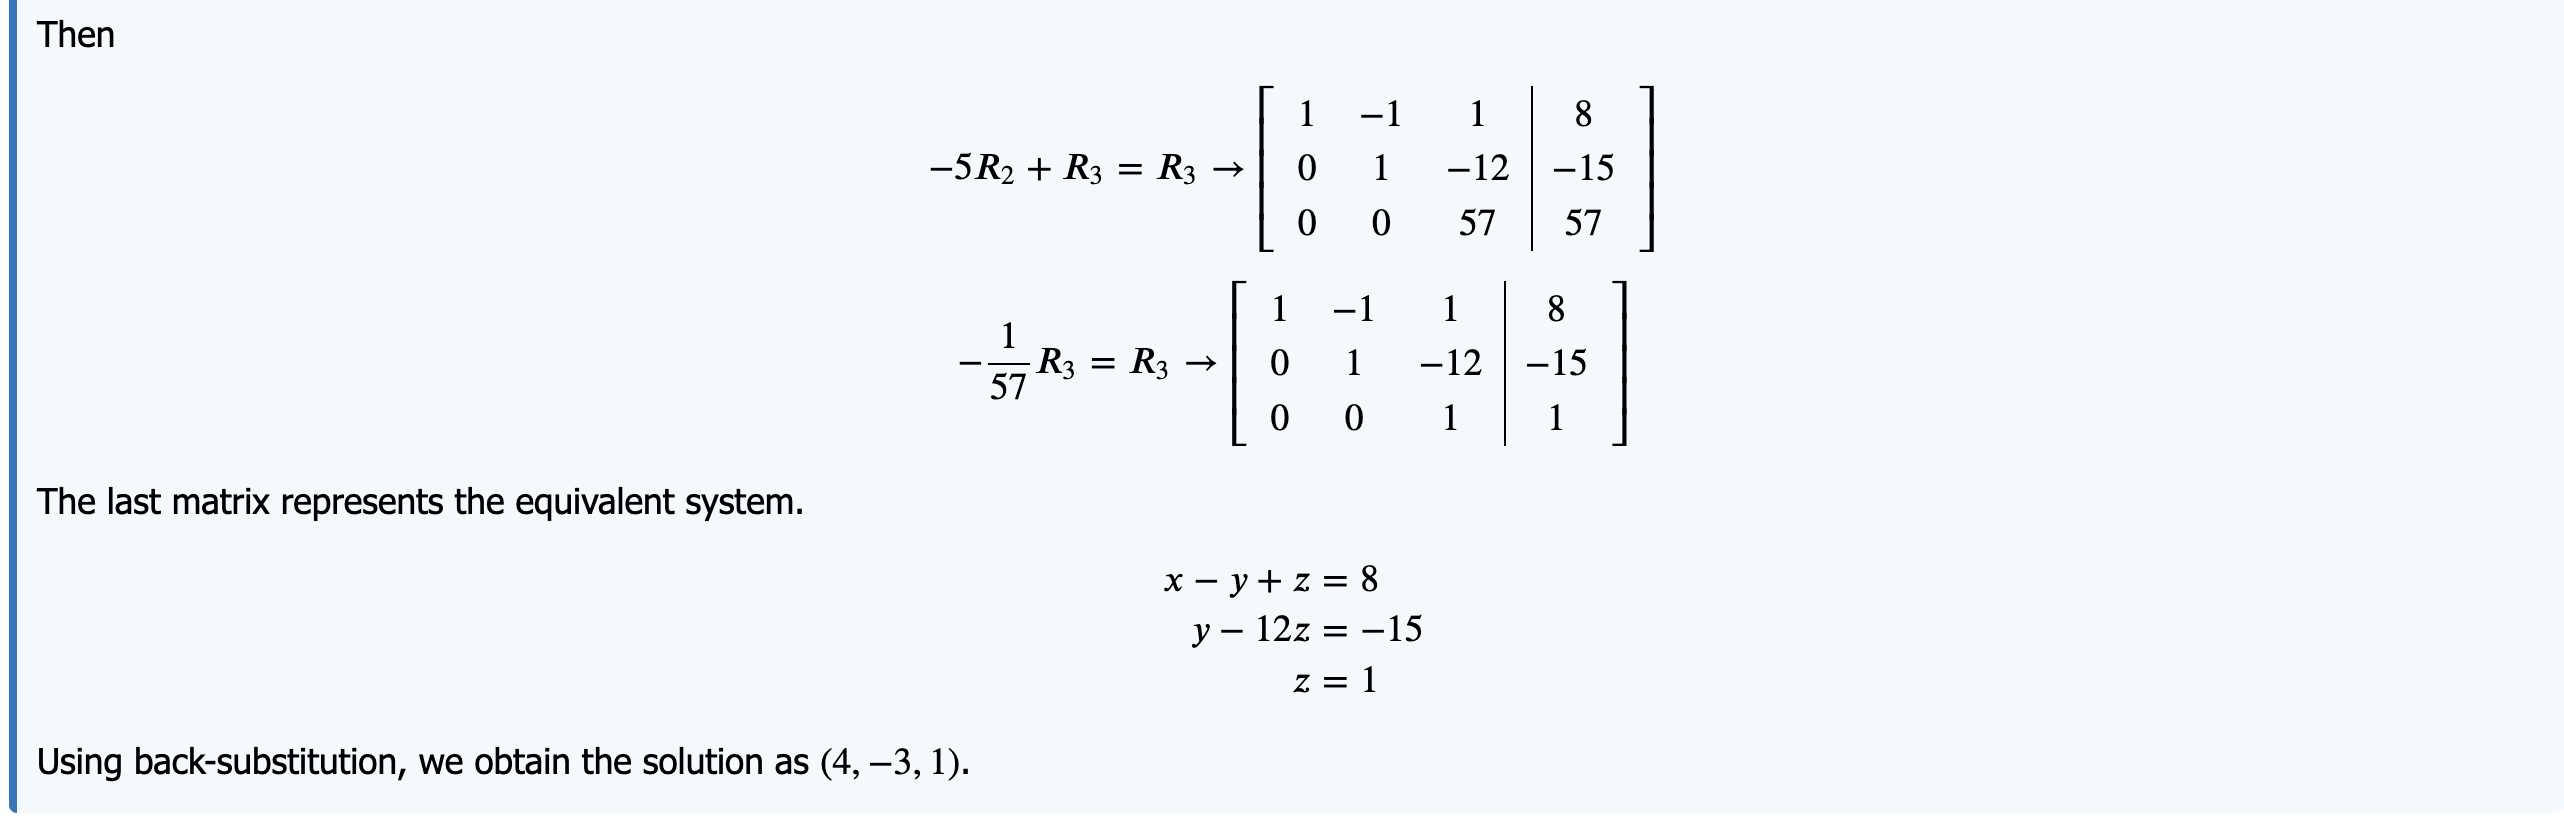 Then
−5R₂ + R₃ = R₃ → [ 1 −1 1 | 8 ]
[ 0 1 −12 | −15 ]
[ 0 0 57 | 57 ]
−1/57 R₃ = R₃ → [ 1 −1 1 | 8 ]
[ 0 1 −12 | −15 ]
[ 0 0 1 | 1 ]
The last matrix represents the equivalent system.
x − y + z = 8
y − 12z = −15
z = 1
Using back-substitution, we obtain the solution as (4, −3, 1).